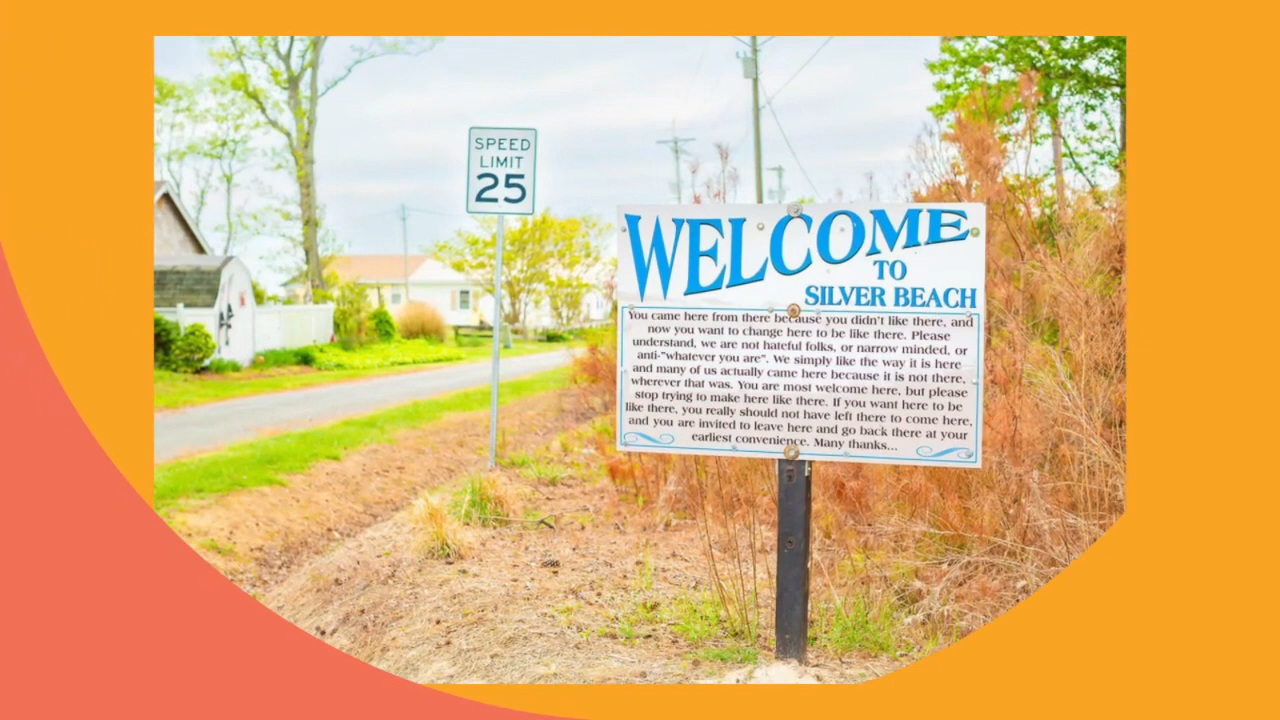 SPEED
LIMIT
25
WELCOME
TO
SILVER BEACH
You came here from there because you didn't like there, and
now you want to change here to be like there. Please
understand, we are not hateful folks, or narrow minded, or
anti-"whatever you are". We simply like the way it is here
and many of us actually came here because it is not there,
wherever that was. You are most welcome here, but please
stop trying to make here like there. If you want here to be
like there, you really should not have left there to come here,
and you are invited to leave here and go back there at your
earliest convenience. Many thanks...